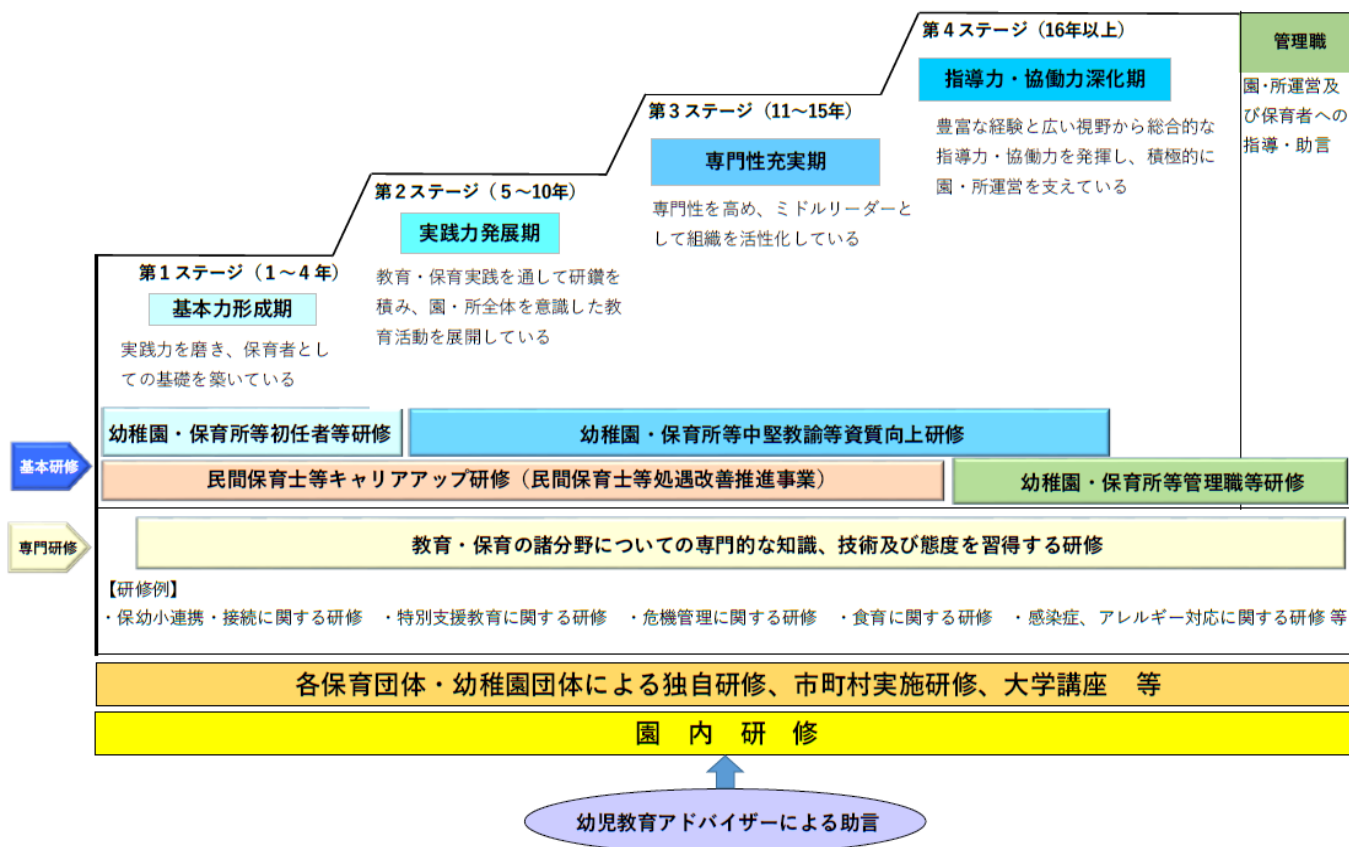 第４ステージ（16年以上）
指導力・協働力深化期
豊富な経験と広い視野から総合的な
指導力・協働力を発揮し、積極的に
園・所運営を支えている
管理職
園・所運営及
び保育者への
指導・助言
第３ステージ（11～15年）
専門性充実期
専門性を高め、ミドルリーダーと
して組織を活性化している
第２ステージ（５～10年）
実践力発展期
教育・保育実践を通して研鑽を
積み、園・所全体を意識した教
育活動を展開している
第１ステージ（１～４年）
基本力形成期
実践力を磨き、保育者とし
ての基礎を築いている
基本研修
幼稚園・保育所等初任者等研修
幼稚園・保育所等中堅教諭等資質向上研修
民間保育士等キャリアアップ研修（民間保育士等処遇改善推進事業）
幼稚園・保育所等管理職等研修
専門研修
教育・保育の諸分野についての専門的な知識、技術及び態度を習得する研修
【研修例】
・保幼小連携・接続に関する研修　・特別支援教育に関する研修　・危機管理に関する研修　・食育に関する研修　・感染症、アレルギー対応に関する研修 等
各保育団体・幼稚園団体による独自研修、市町村実施研修、大学講座　等
園　内　研　修
幼児教育アドバイザーによる助言